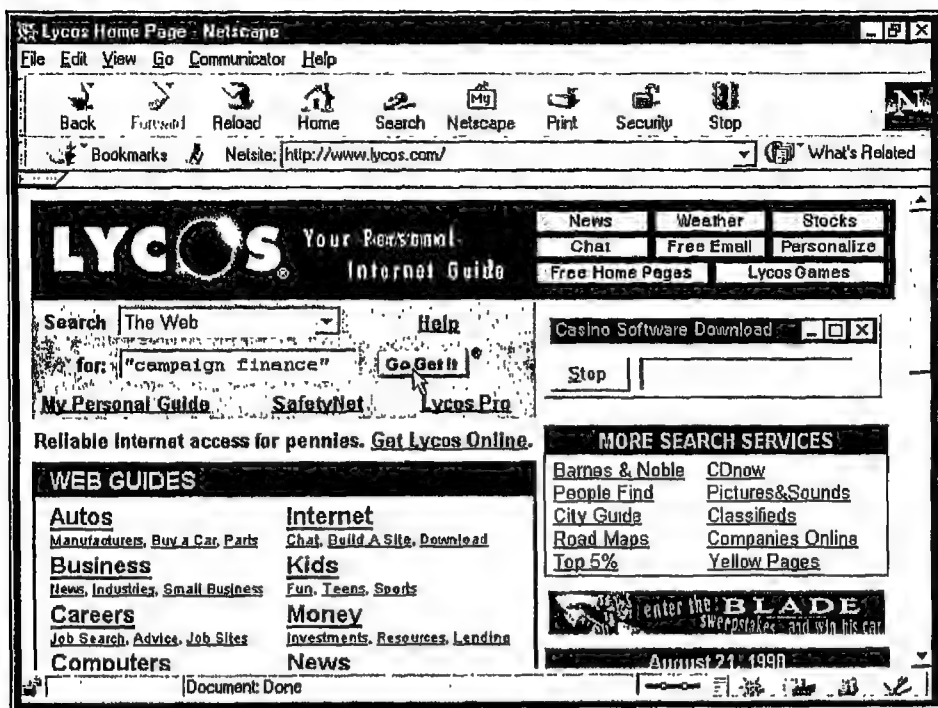 Lycos Home Page - Netscape
File Edit View Go Communicator Help
Back Forward Reload Home Search Netscape Print Security Stop
My
N
Bookmarks Netsite: http://www.lycos.com/ What's Related
LYCOS® Your Personal Internet Guide
News Weather Stocks
Chat Free Email Personalize
Free Home Pages Lycos Games
Search The Web Help
for: "campaign finance" Go Get It ®
My Personal Guide SafetyNet Lycos Pro
Reliable Internet access for pennies. Get Lycos Online.
WEB GUIDES
Autos
Manufacturers, Buy a Car, Parts
Business
News, Industries, Small Business
Careers
Job Search, Advice, Job Sites
Computers
Internet
Chat, Build A Site, Download
Kids
Fun, Teens, Sports
Money
Investments, Resources, Lending
News
Casino Software Download
Stop
MORE SEARCH SERVICES
Barnes & Noble CDnow
People Find Pictures&Sounds
City Guide Classifieds
Road Maps Companies Online
Top 5% Yellow Pages
enter the BLADE
sweepstakes and win his car
August 21, 1998
Document: Done